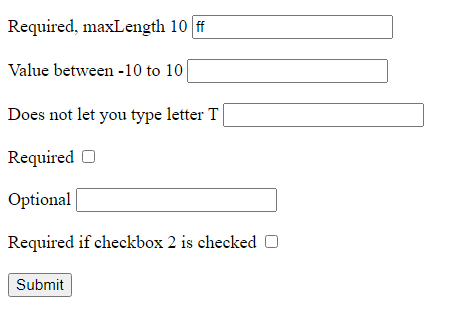 Required, maxLength 10 ff
Value between -10 to 10
Does not let you type letter T
Required
Optional
Required if checkbox 2 is checked
Submit